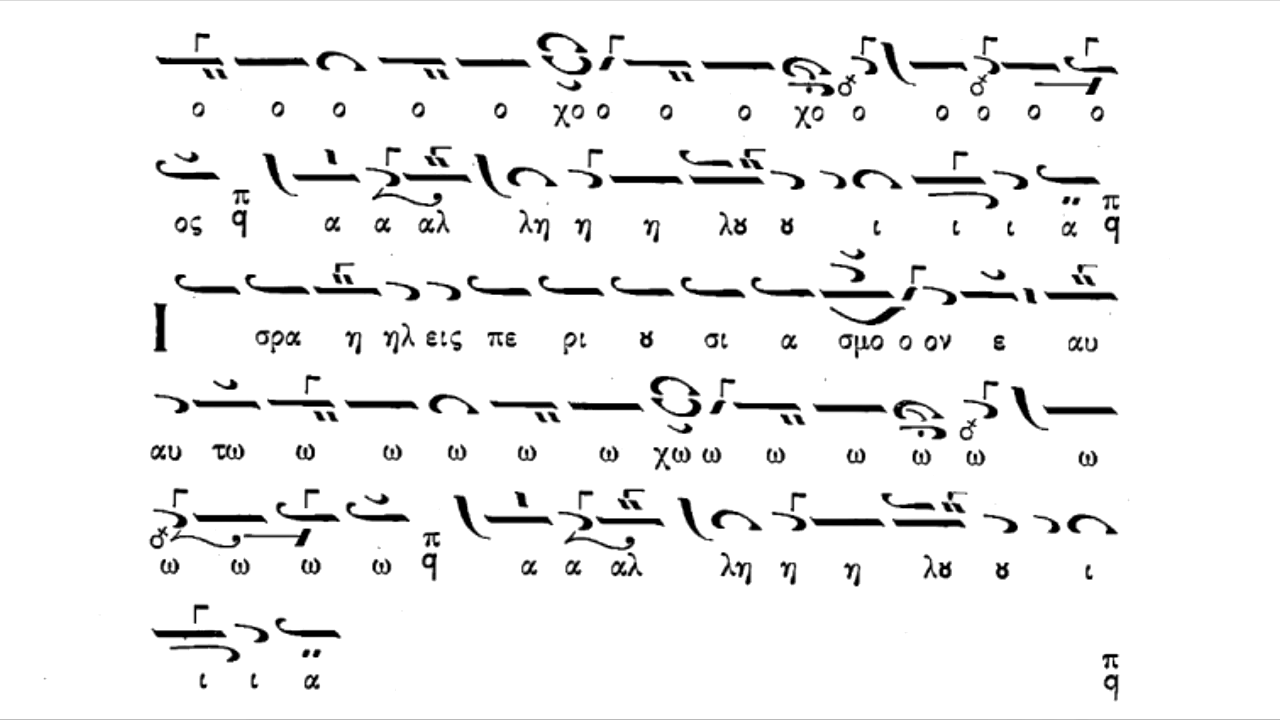 ο ο ο ο ο χο ο ο ο χο ο ο ο ο ο
ος π q α α αλ λη η η λȣ ȣ ι ι ι α π q
Ι σρα η ηλ εις πε ρι ȣ σι α σμο ο ον ε αυ
αυ τω ω ω ω ω ω χω ω ω ω ω ω ω
ω ω ω ω π q α α αλ λη η η λȣ ȣ ι
ι ι α π q